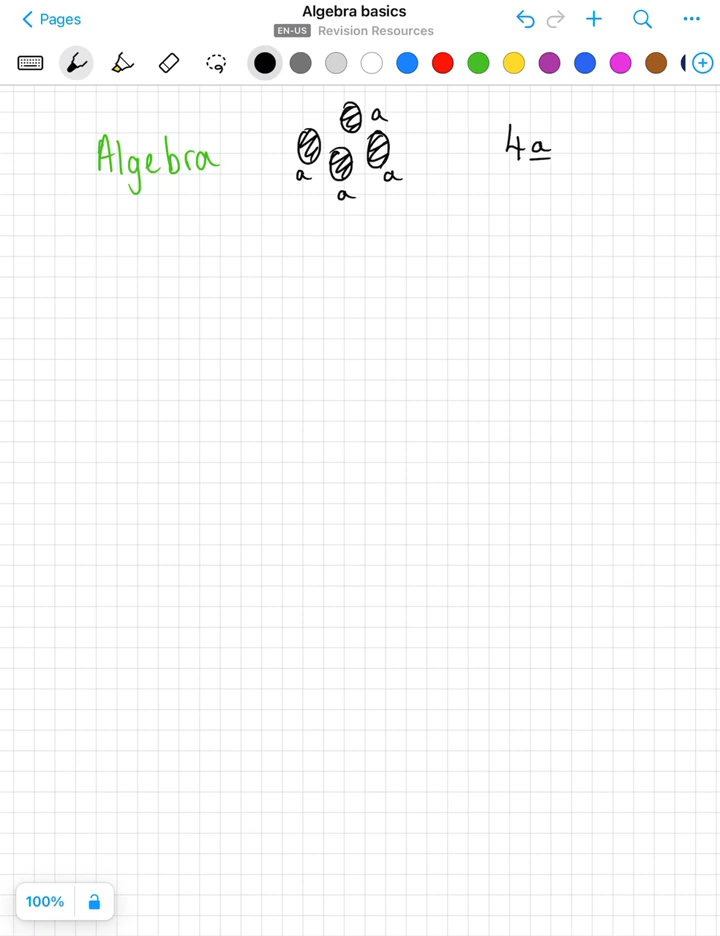 Pages
Algebra basics
EN-US Revision Resources
Algebra
a
a
a
a
4a
100%